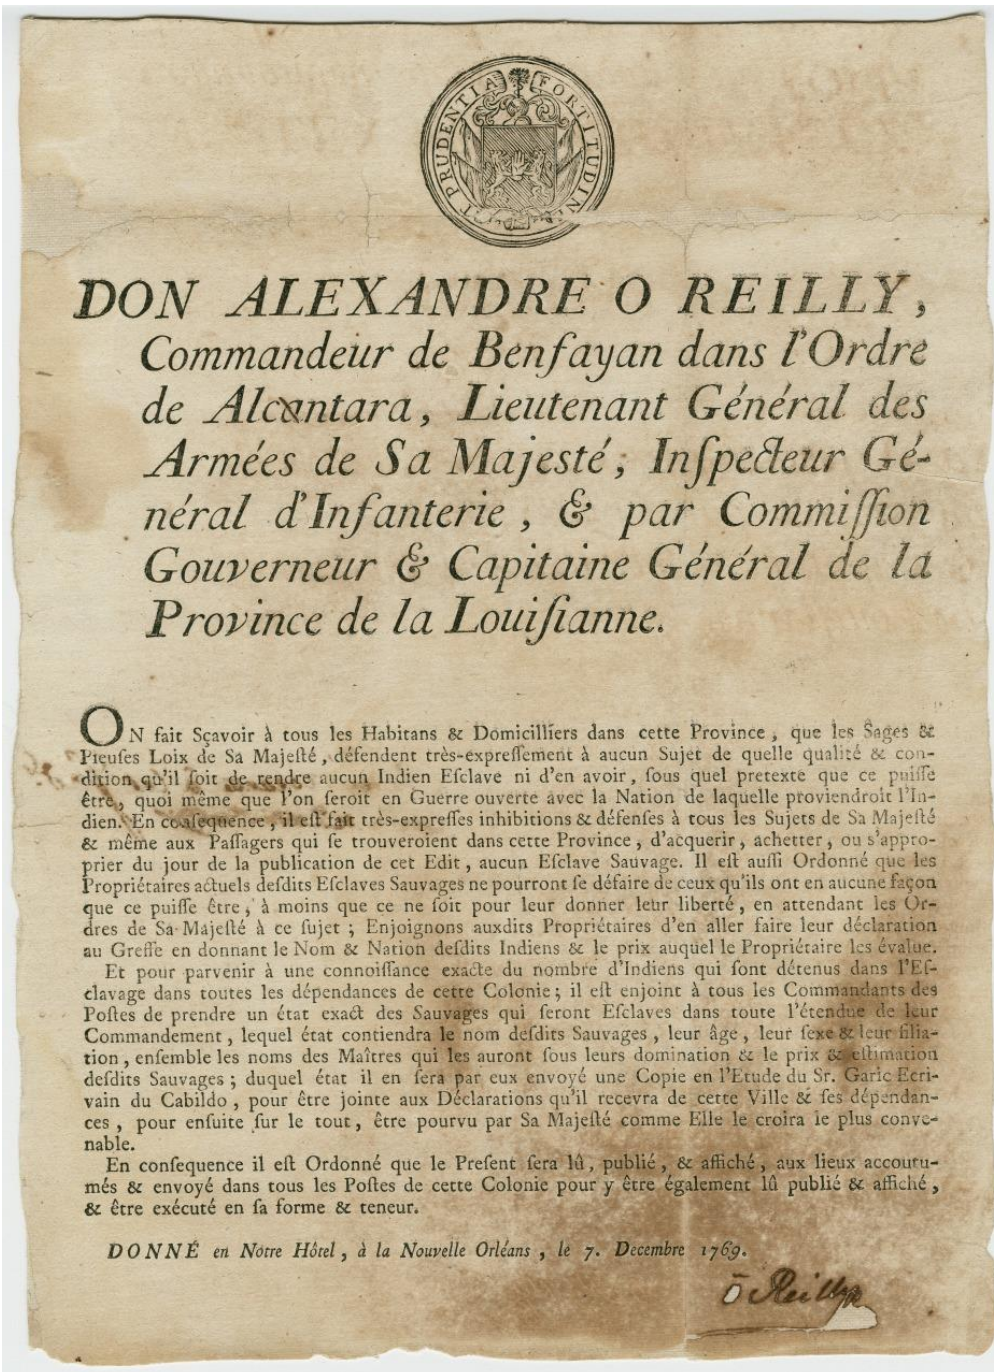 ET PRUDENTIA FORTITUDINE
DON ALEXANDRE O REILLY,
Commandeur de Benfayan dans l'Ordre
de Alcantara, Lieutenant Général des
Armées de Sa Majesté, Inſpecteur Gé-
néral d'Infanterie, & par Commiſſion
Gouverneur & Capitaine Général de la
Province de la Louiſianne.
ON fait Sçavoir à tous les Habitans & Domicilliers dans cette Province, que les Sages &
Pieuſes Loix de Sa Majeſté, défendent très-expreſſement à aucun Sujet de quelle qualité & con-
dition qu'il ſoit de rendre aucun Indien Eſclave ni d'en avoir, ſous quel pretexte que ce puiſſe
être, quoi même que l'on ſeroit en Guerre ouverte avec la Nation de laquelle proviendroit l'In-
dien. En conſequence, il eſt fait très-expreſſes inhibitions & défenſes à tous les Sujets de Sa Majeſté
& même aux Paſſagers qui ſe trouveroient dans cette Province, d'acquerir, achetter, ou s'appro-
prier du jour de la publication de cet Edit, aucun Eſclave Sauvage. Il eſt auſſi Ordonné que les
Propriétaires actuels deſdits Eſclaves Sauvages ne pourront ſe défaire de ceux qu'ils ont en aucune façon
que ce puiſſe être, à moins que ce ne ſoit pour leur donner leur liberté, en attendant les Or-
dres de Sa Majeſté à ce ſujet; Enjoignons auxdits Propriétaires d'en aller faire leur déclaration
au Greffe en donnant le Nom & Nation deſdits Indiens & le prix auquel le Propriétaire les évalue.
Et pour parvenir à une connoiſſance exacte du nombre d'Indiens qui ſont détenus dans l'Eſ-
clavage dans toutes les dépendances de cette Colonie; il eſt enjoint à tous les Commandants des
Poſtes de prendre un état exact des Sauvages qui ſeront Eſclaves dans toute l'étendue de leur
Commandement, lequel état contiendra le nom deſdits Sauvages, leur âge, leur ſexe & leur filia-
tion, enſemble les noms des Maîtres qui les auront ſous leurs domination & le prix & eſtimation
deſdits Sauvages; duquel état il en ſera par eux envoyé une Copie en l'Etude du Sr. Garic Ecri-
vain du Cabildo, pour être jointe aux Déclarations qu'il recevra de cette Ville & ſes dépendan-
ces, pour enſuite ſur le tout, être pourvu par Sa Majeſté comme Elle le croira le plus conve-
nable.
En conſequence il eſt Ordonné que le Preſent ſera lû, publié, & affiché, aux lieux accoutu-
més & envoyé dans tous les Poſtes de cette Colonie pour y être également lû publié & affiché,
& être exécuté en ſa forme & teneur.
DONNÉ en Notre Hôtel, à la Nouvelle Orléans, le 7. Decembre 1769.
ō Reilly